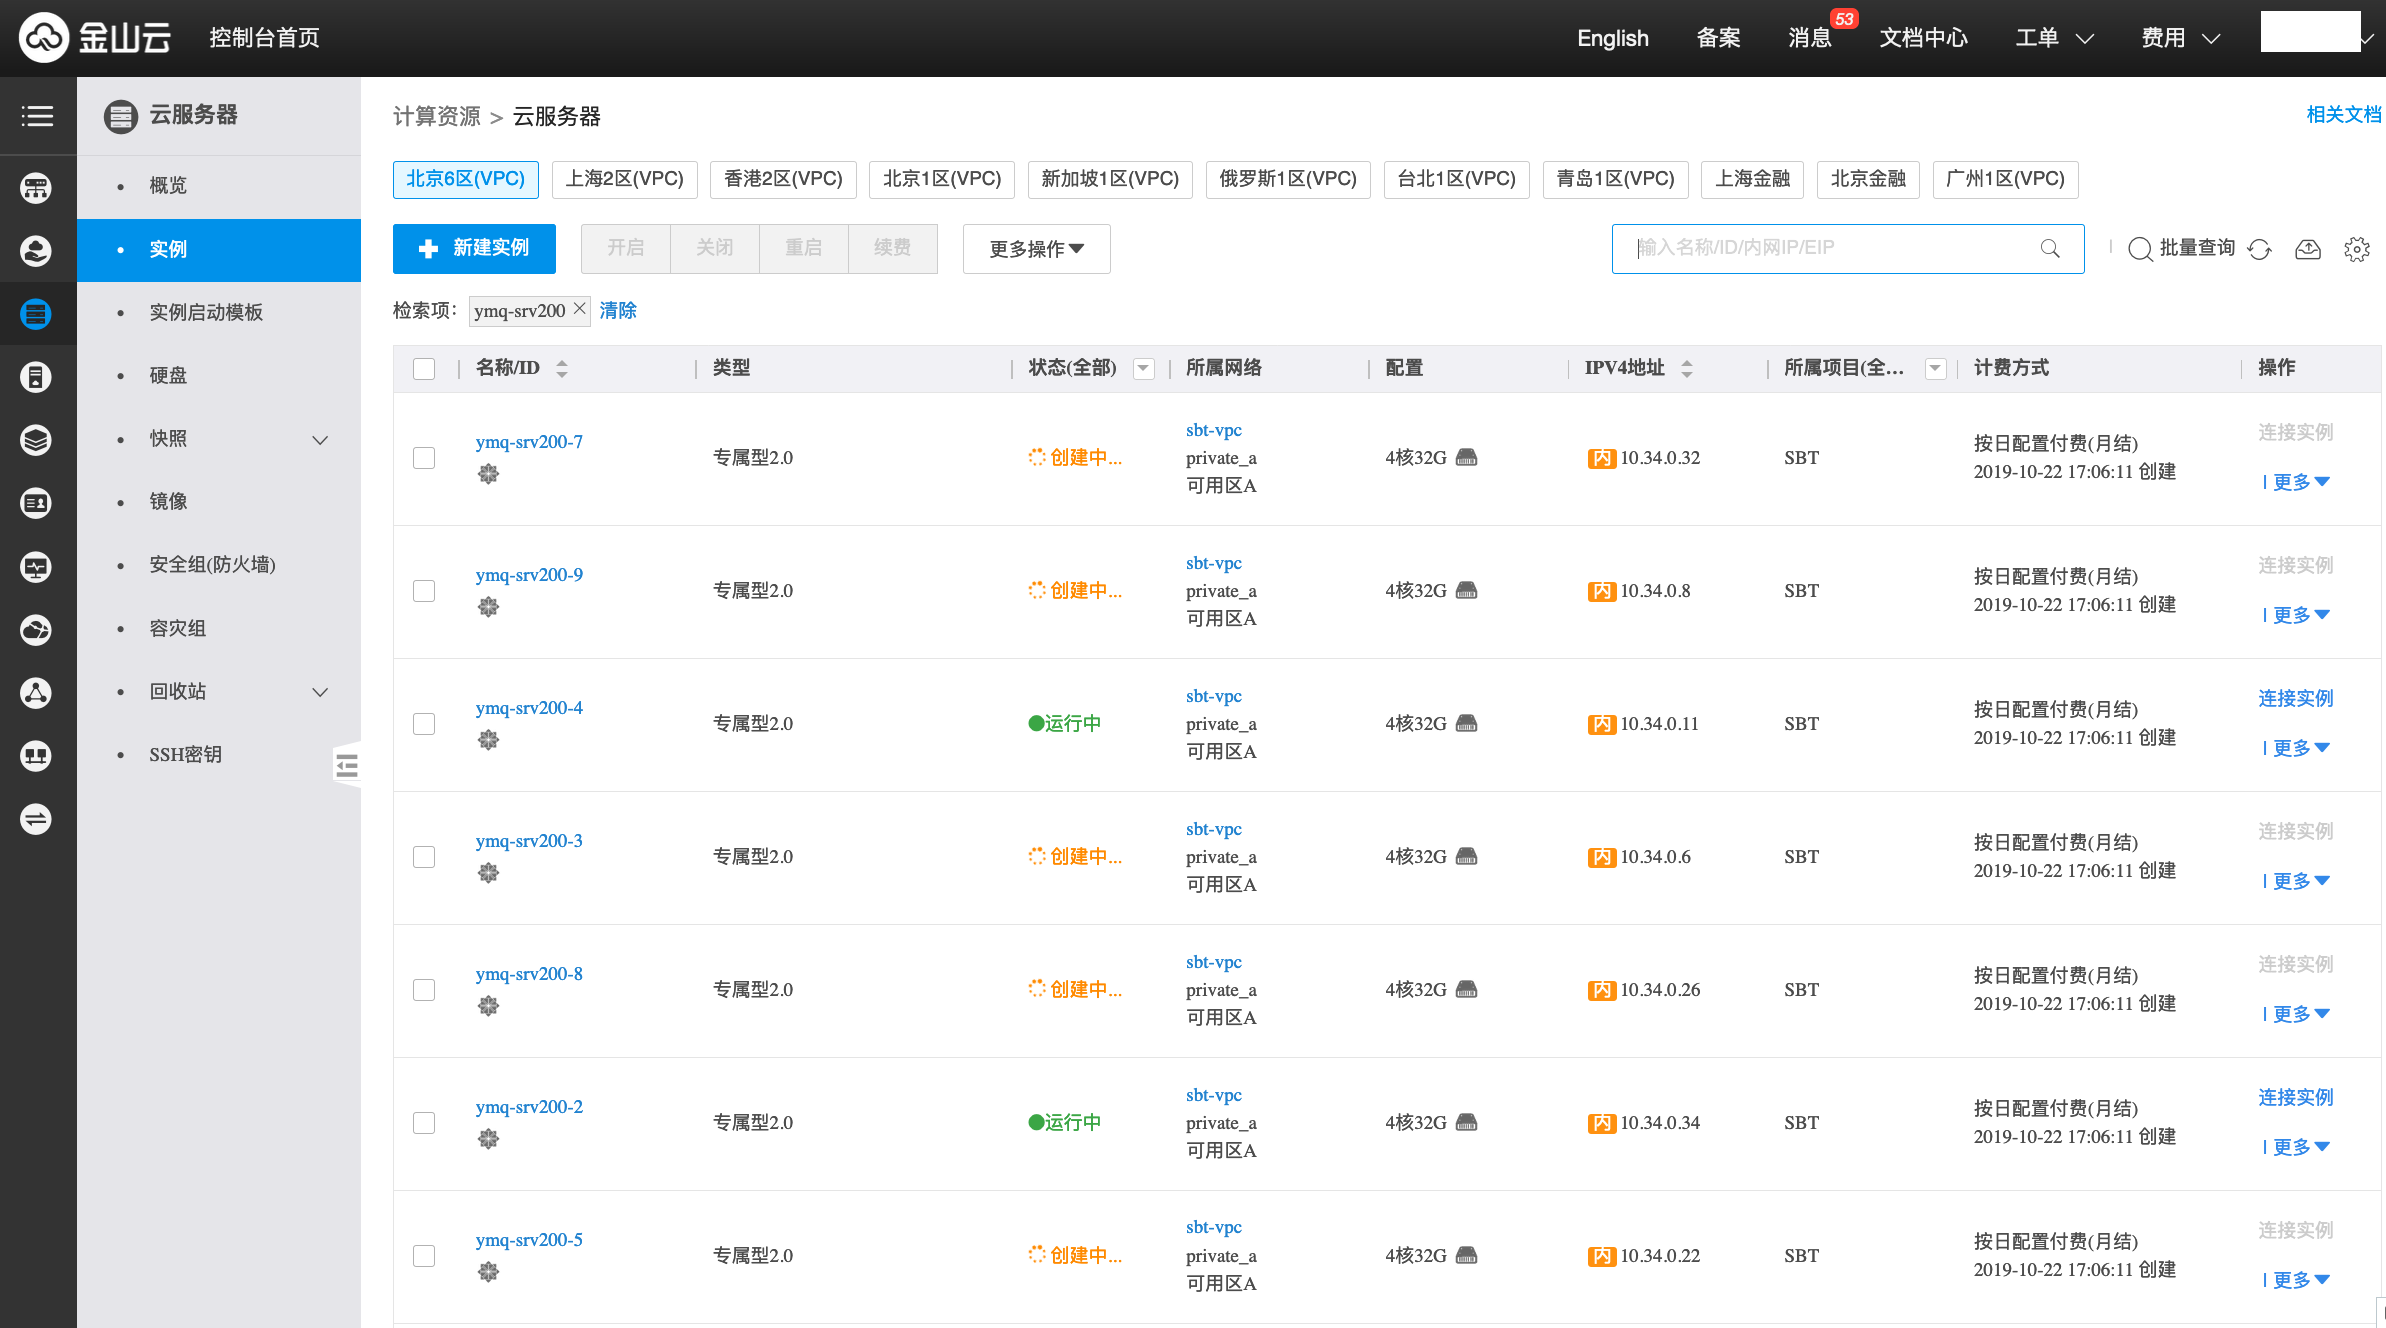 金山云 控制台首页 English 备案 消息 53 文档中心 工单 费用
云服务器
概览
实例
实例启动模板
硬盘
快照
镜像
安全组(防火墙)
容灾组
回收站
SSH密钥
计算资源 > 云服务器 相关文档
北京6区(VPC) 上海2区(VPC) 香港2区(VPC) 北京1区(VPC) 新加坡1区(VPC) 俄罗斯1区(VPC) 台北1区(VPC) 青岛1区(VPC) 上海金融 北京金融 广州1区(VPC)
新建实例 开启 关闭 重启 续费 更多操作 输入名称/ID/内网IP/EIP 批量查询
检索项: ymq-srv200 清除
名称/ID 类型 状态(全部) 所属网络 配置 IPV4地址 所属项目(全... 计费方式 操作
ymq-srv200-7 专属型2.0 创建中... sbt-vpc
private_a
可用区A 4核32G 内 10.34.0.32 SBT 按日配置付费(月结)
2019-10-22 17:06:11 创建 连接实例
更多
ymq-srv200-9 专属型2.0 创建中... sbt-vpc
private_a
可用区A 4核32G 内 10.34.0.8 SBT 按日配置付费(月结)
2019-10-22 17:06:11 创建 连接实例
更多
ymq-srv200-4 专属型2.0 运行中 sbt-vpc
private_a
可用区A 4核32G 内 10.34.0.11 SBT 按日配置付费(月结)
2019-10-22 17:06:11 创建 连接实例
更多
ymq-srv200-3 专属型2.0 创建中... sbt-vpc
private_a
可用区A 4核32G 内 10.34.0.6 SBT 按日配置付费(月结)
2019-10-22 17:06:11 创建 连接实例
更多
ymq-srv200-8 专属型2.0 创建中... sbt-vpc
private_a
可用区A 4核32G 内 10.34.0.26 SBT 按日配置付费(月结)
2019-10-22 17:06:11 创建 连接实例
更多
ymq-srv200-2 专属型2.0 运行中 sbt-vpc
private_a
可用区A 4核32G 内 10.34.0.34 SBT 按日配置付费(月结)
2019-10-22 17:06:11 创建 连接实例
更多
ymq-srv200-5 专属型2.0 创建中... sbt-vpc
private_a
可用区A 4核32G 内 10.34.0.22 SBT 按日配置付费(月结)
2019-10-22 17:06:11 创建 连接实例
更多